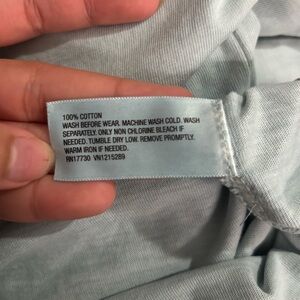 100% COTTON
WASH BEFORE WEAR. MACHINE WASH COLD. WASH
SEPARATELY. ONLY NON CHLORINE BLEACH IF
NEEDED. TUMBLE DRY LOW. REMOVE PROMPTLY.
WARM IRON IF NEEDED.
RN17730 VN1215289